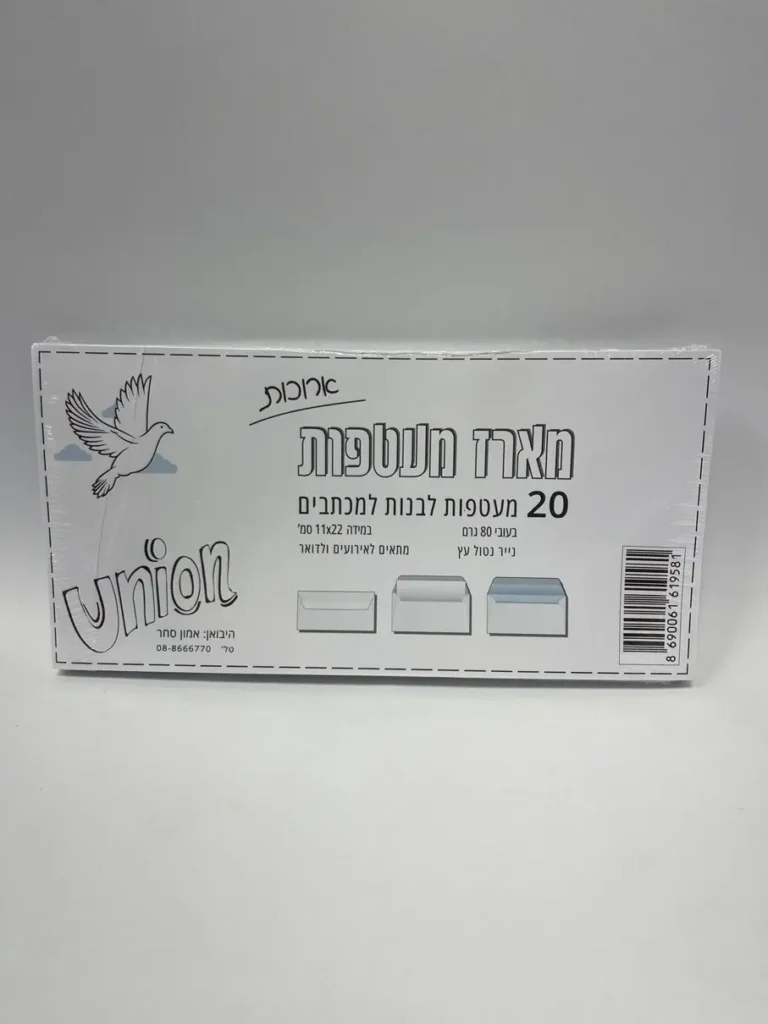 ארוכות
מארז מעטפות
20 מעטפות לבנות למכתבים
בעובי 80 גרם
במידה 11x22 סמ'
נייר נטול עץ
מתאים לאירועים ולדואר
union
היבואן: אמון סחר
טל' 08-8666770
8 690061 619581